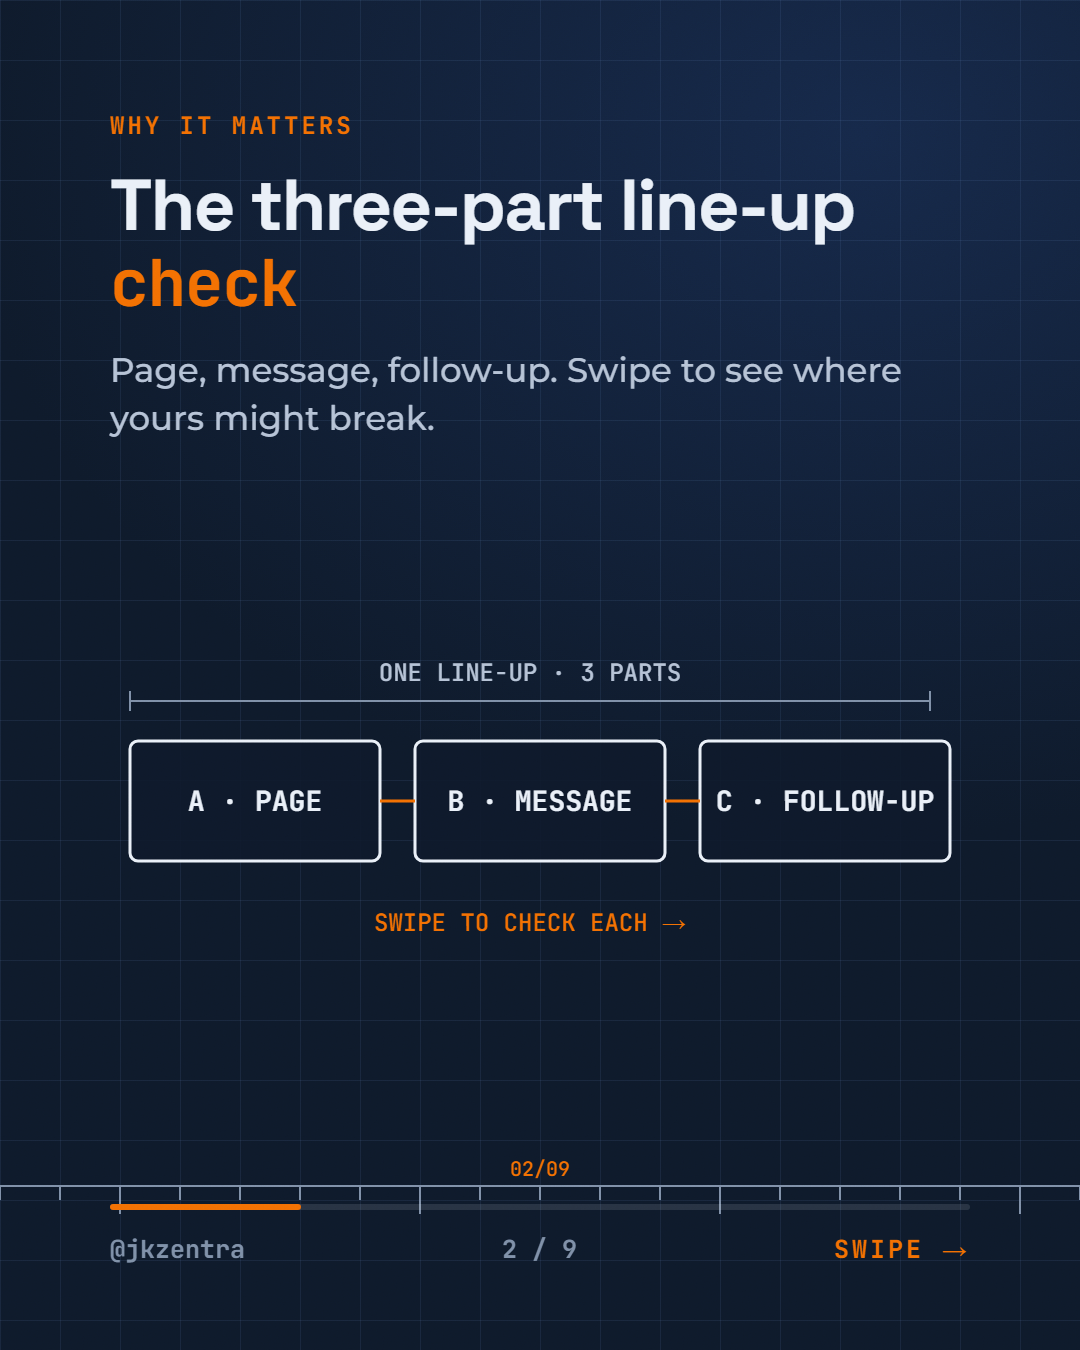 WHY IT MATTERS
The three-part line-up
check
Page, message, follow-up. Swipe to see where
yours might break.
ONE LINE-UP · 3 PARTS
A · PAGE
B · MESSAGE
C · FOLLOW-UP
SWIPE TO CHECK EACH →
02/09
@jkzentra
2 / 9
SWIPE →